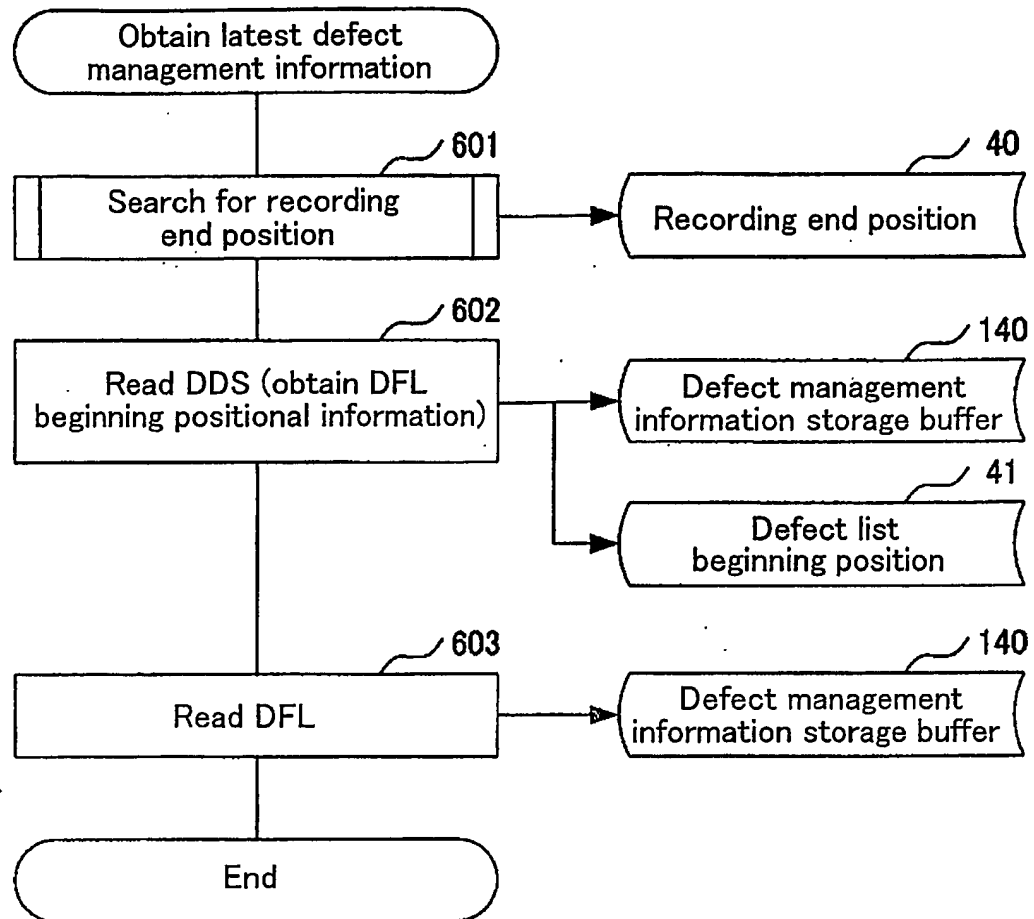 Obtain latest defect
management information
601
Search for recording
end position
40
Recording end position
602
Read DDS (obtain DFL
beginning positional information)
140
Defect management
information storage buffer
41
Defect list
beginning position
603
Read DFL
140
Defect management
information storage buffer
End